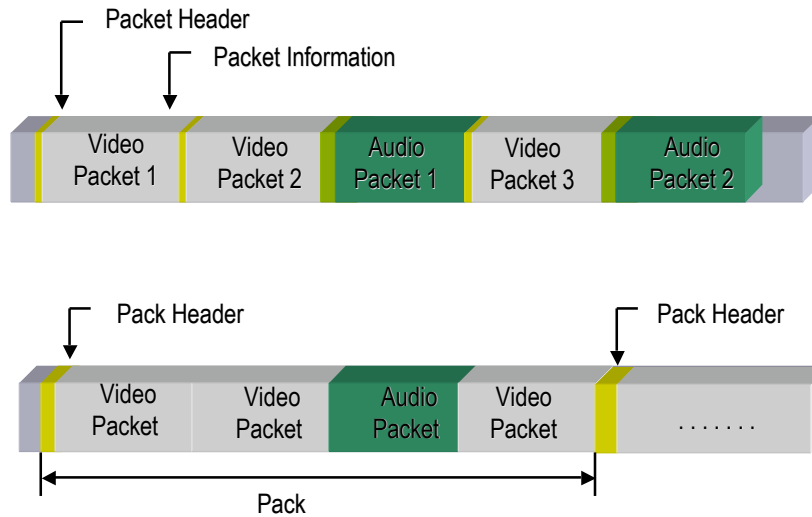 Packet Header
Packet Information
Video Packet 1
Video Packet 2
Audio Packet 1
Video Packet 3
Audio Packet 2
Pack Header
Pack Header
Video Packet
Video Packet
Audio Packet
Video Packet
.......
Pack